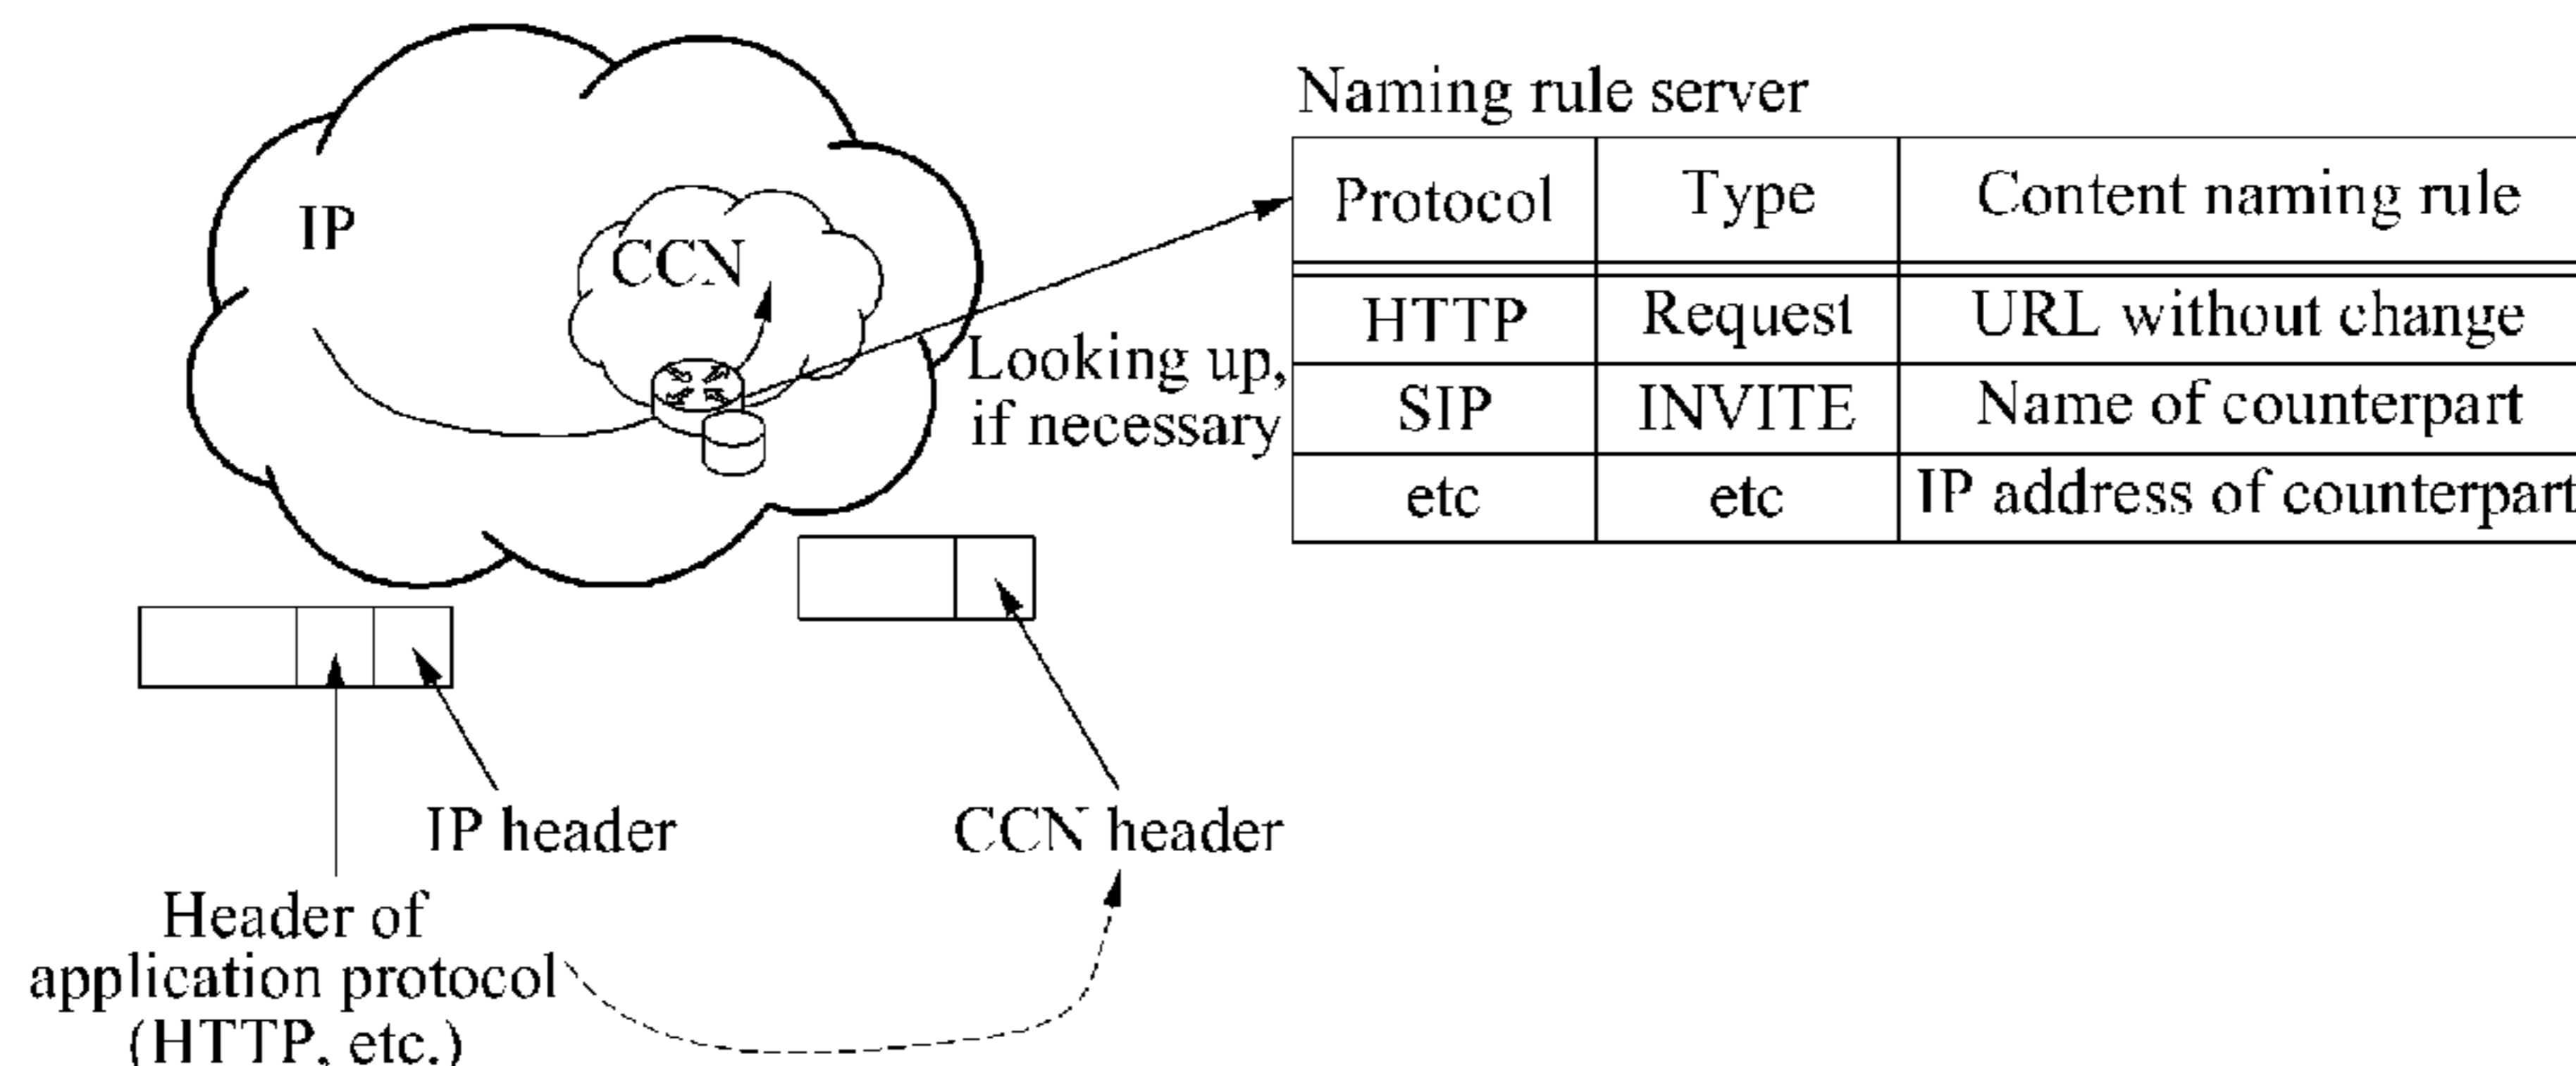 Naming rule server
Protocol Type Content naming rule
HTTP Request URL without change
SIP INVITE Name of counterpart
etc etc IP address of counterpart
IP
CCN
Looking up,
if necessary
IP header
CCN header
Header of
application protocol
(HTTP, etc.)